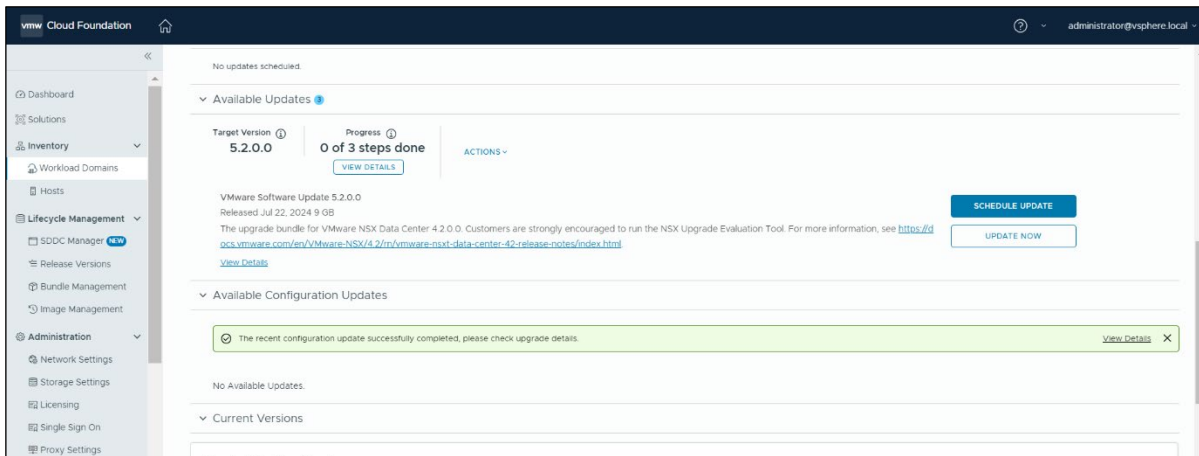 vmw Cloud Foundation
administrator@vsphere.local
Dashboard
Solutions
Inventory
Workload Domains
Hosts
Lifecycle Management
SDDC Manager NEW
Release Versions
Bundle Management
Image Management
Administration
Network Settings
Storage Settings
Licensing
Single Sign On
Proxy Settings
No updates scheduled.
Available Updates 3
Target Version
5.2.0.0
Progress
0 of 3 steps done
VIEW DETAILS
ACTIONS
VMware Software Update 5.2.0.0
Released Jul 22, 2024 9 GB
The upgrade bundle for VMware NSX Data Center 4.2.0.0. Customers are strongly encouraged to run the NSX Upgrade Evaluation Tool. For more information, see https://d
ocs.vmware.com/en/VMware-NSX/4.2/rn/vmware-nsxt-data-center-42-release-notes/index.html.
View Details
SCHEDULE UPDATE
UPDATE NOW
Available Configuration Updates
The recent configuration update successfully completed, please check upgrade details.
View Details
No Available Updates.
Current Versions